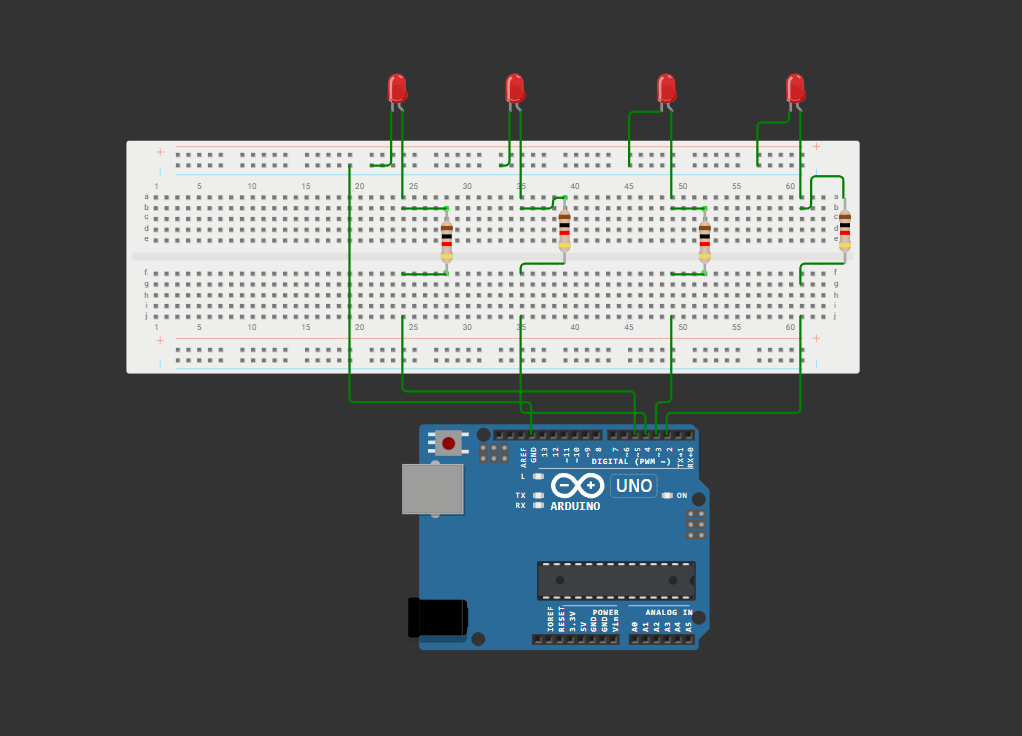 + +
1 5 10 15 20 25 30 35 40 45 50 55 60
a a
b b
c c
d d
e e
f f
g g
h h
i i
j j
1 5 10 15 20 25 30 35 40 45 50 55 60
+ +
AREF GND 13 12 ~11 ~10 ~9 8 7 ~6 ~5 4 ~3 2 TX→1 RX←0
DIGITAL (PWM ~)
L
UNO
TX
RX
ON
ARDUINO
POWER
ANALOG IN
IOREF RESET 3.3V 5V GND GND Vin A0 A1 A2 A3 A4 A5